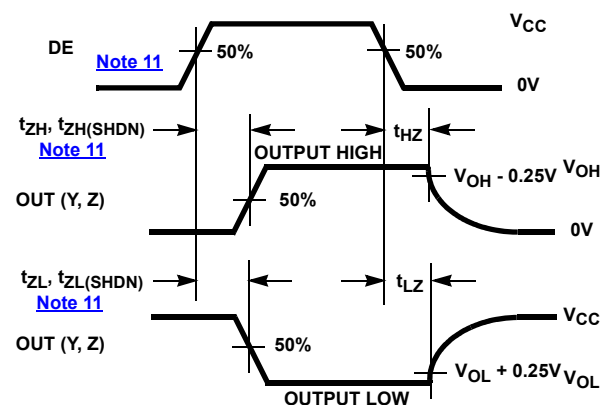 DE
Note 11
50%
50%
VCC
0V
tZH, tZH(SHDN)
Note 11
tHZ
OUTPUT HIGH
VOH - 0.25V
VOH
OUT (Y, Z)
50%
0V
tZL, tZL(SHDN)
Note 11
tLZ
VCC
OUT (Y, Z)
50%
VOL + 0.25V
VOL
OUTPUT LOW